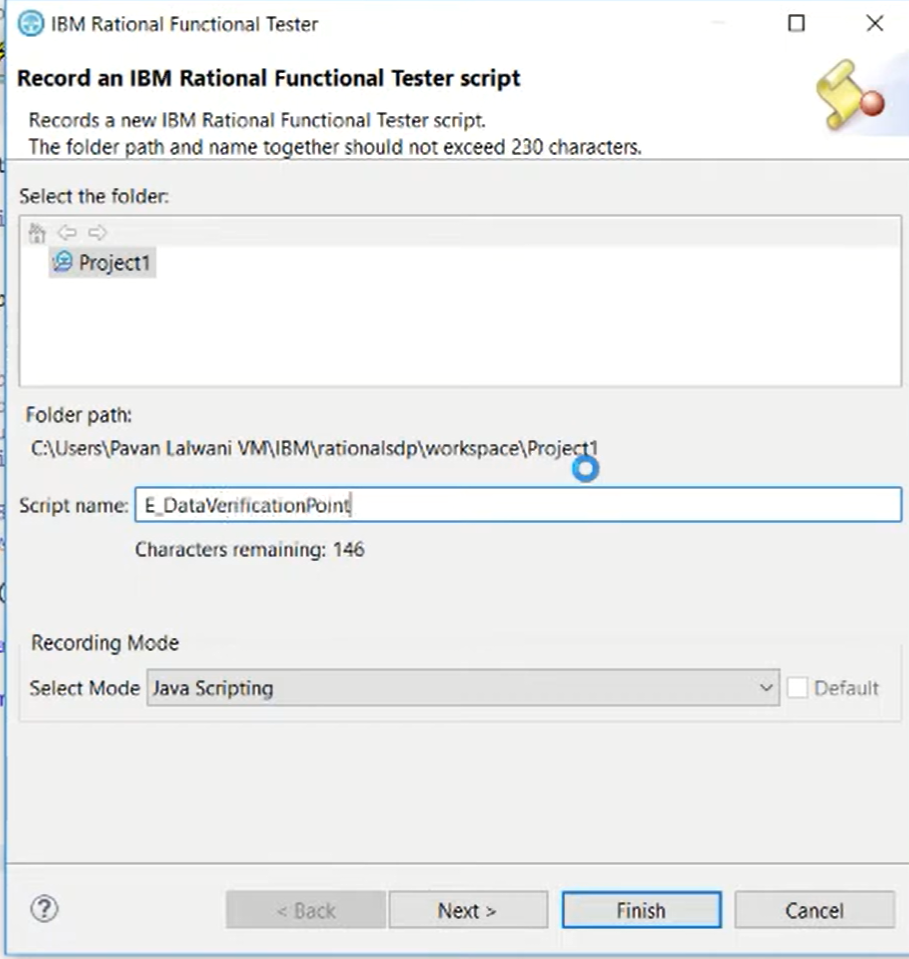 IBM Rational Functional Tester
Record an IBM Rational Functional Tester script
Records a new IBM Rational Functional Tester script.
The folder path and name together should not exceed 230 characters.
Select the folder:
Project1
Folder path:
C:\Users\Pavan Lalwani VM\IBM\rationalsdp\workspace\Project1
Script name: E_DataVerificationPoint
Characters remaining: 146
Recording Mode
Select Mode Java Scripting Default
< Back Next > Finish Cancel